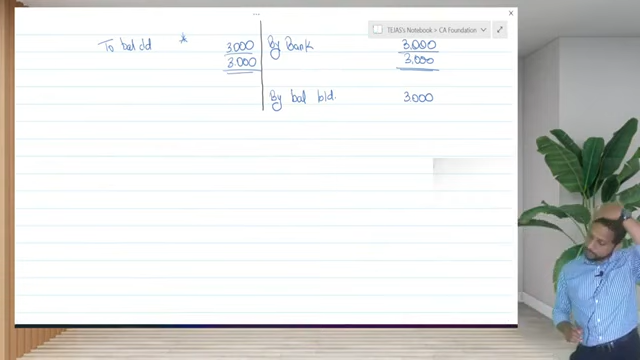 TEJAS's Notebook > CA Foundation
To bal c/d * 3,000 By Bank 3,000
3,000 3,000
By bal b/d. 3,000